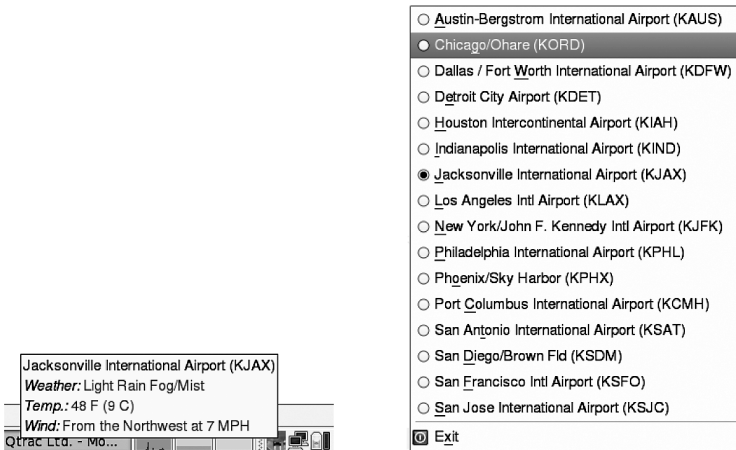 Jacksonville International Airport (KJAX)
Weather: Light Rain Fog/Mist
Temp.: 48 F (9 C)
Wind: From the Northwest at 7 MPH
Qtrac Ltd. - Mo...
Austin-Bergstrom International Airport (KAUS)
Chicago/Ohare (KORD)
Dallas / Fort Worth International Airport (KDFW)
Detroit City Airport (KDET)
Houston Intercontinental Airport (KIAH)
Indianapolis International Airport (KIND)
Jacksonville International Airport (KJAX)
Los Angeles Intl Airport (KLAX)
New York/John F. Kennedy Intl Airport (KJFK)
Philadelphia International Airport (KPHL)
Phoenix/Sky Harbor (KPHX)
Port Columbus International Airport (KCMH)
San Antonio International Airport (KSAT)
San Diego/Brown Fld (KSDM)
San Francisco Intl Airport (KSFO)
San Jose International Airport (KSJC)
Exit